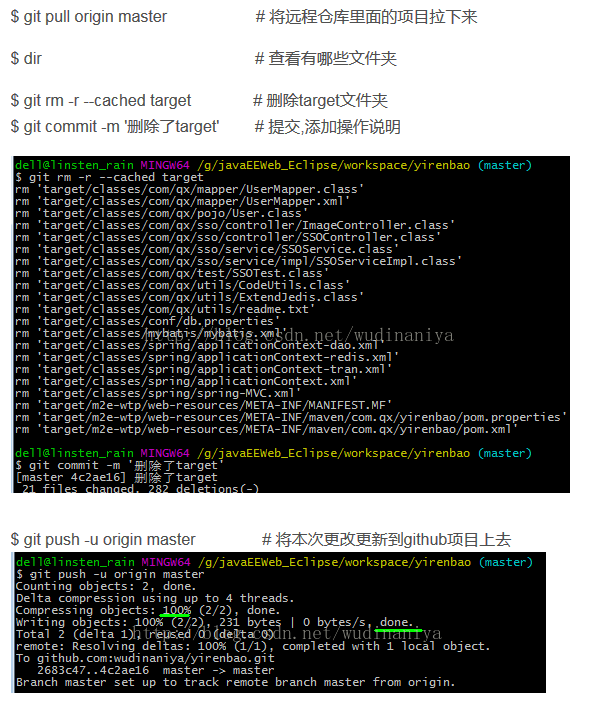 $ git pull origin master # 将远程仓库里面的项目拉下来
$ dir # 查看有哪些文件夹
$ git rm -r --cached target # 删除target文件夹
$ git commit -m '删除了target' # 提交,添加操作说明
dell@linsten_rain MINGW64 /g/javaEEWeb_Eclipse/workspace/yirenbao (master)
$ git rm -r --cached target
rm 'target/classes/com/qx/mapper/UserMapper.class'
rm 'target/classes/com/qx/mapper/UserMapper.xml'
rm 'target/classes/com/qx/pojo/User.class'
rm 'target/classes/com/qx/sso/controller/ImageController.class'
rm 'target/classes/com/qx/sso/controller/SSOController.class'
rm 'target/classes/com/qx/sso/service/SSOService.class'
rm 'target/classes/com/qx/sso/service/impl/SSOServiceImpl.class'
rm 'target/classes/com/qx/test/SSOTest.class'
rm 'target/classes/com/qx/utils/CodeUtils.class'
rm 'target/classes/com/qx/utils/ExtendJedis.class'
rm 'target/classes/com/qx/utils/readme.txt'
rm 'target/classes/conf/db.properties'
rm 'target/classes/mybatis/mybatis.xml'
http://blog.csdn.net/wudinaniya
rm 'target/classes/spring/applicationContext-dao.xml'
rm 'target/classes/spring/applicationContext-redis.xml'
rm 'target/classes/spring/applicationContext-tran.xml'
rm 'target/classes/spring/applicationContext.xml'
rm 'target/classes/spring/spring-MVC.xml'
rm 'target/m2e-wtp/web-resources/META-INF/MANIFEST.MF'
rm 'target/m2e-wtp/web-resources/META-INF/maven/com.qx/yirenbao/pom.properties'
rm 'target/m2e-wtp/web-resources/META-INF/maven/com.qx/yirenbao/pom.xml'
dell@linsten_rain MINGW64 /g/javaEEWeb_Eclipse/workspace/yirenbao (master)
$ git commit -m '删除了target'
[master 4c2ae16] 删除了target
21 files changed, 282 deletions(-)
$ git push -u origin master # 将本次更改更新到github项目上去
dell@linsten_rain MINGW64 /g/javaEEWeb_Eclipse/workspace/yirenbao (master)
$ git push -u origin master
Counting objects: 2, done.
Delta compression using up to 4 threads.
Compressing objects: 100% (2/2), done.
Writing objects: 100% (2/2), 231 bytes | 0 bytes/s, done.
Total 2 (delta 1), reused 0 (delta 0)
http://blog.csdn.net/wudinaniya
remote: Resolving deltas: 100% (1/1), completed with 1 local object.
To github.com:wudinaniya/yirenbao.git
2683c47..4c2ae16 master -> master
Branch master set up to track remote branch master from origin.